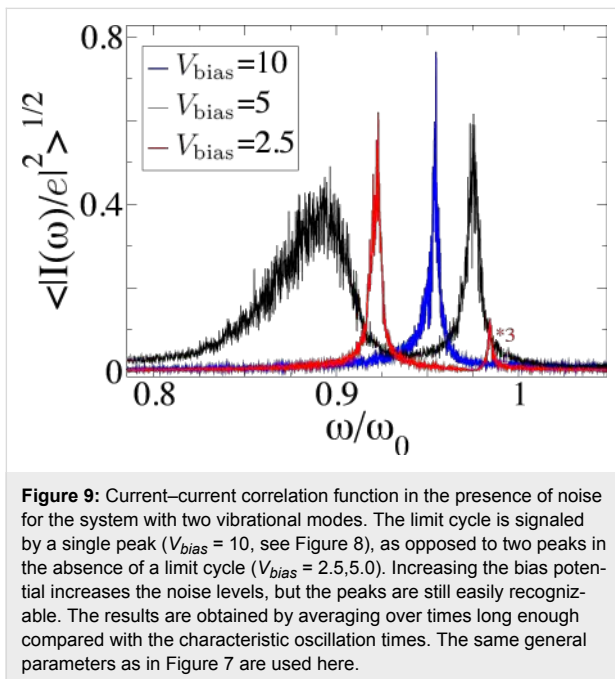 0.8
V_bias=10
V_bias=5
V_bias=2.5
<|I(ω)/e|²>^1/2
0.4
*3
0
0.8 0.9 1
ω/ω₀
Figure 9: Current–current correlation function in the presence of noise
for the system with two vibrational modes. The limit cycle is signaled
by a single peak (V_bias = 10, see Figure 8), as opposed to two peaks in
the absence of a limit cycle (V_bias = 2.5,5.0). Increasing the bias poten-
tial increases the noise levels, but the peaks are still easily recogniz-
able. The results are obtained by averaging over times long enough
compared with the characteristic oscillation times. The same general
parameters as in Figure 7 are used here.